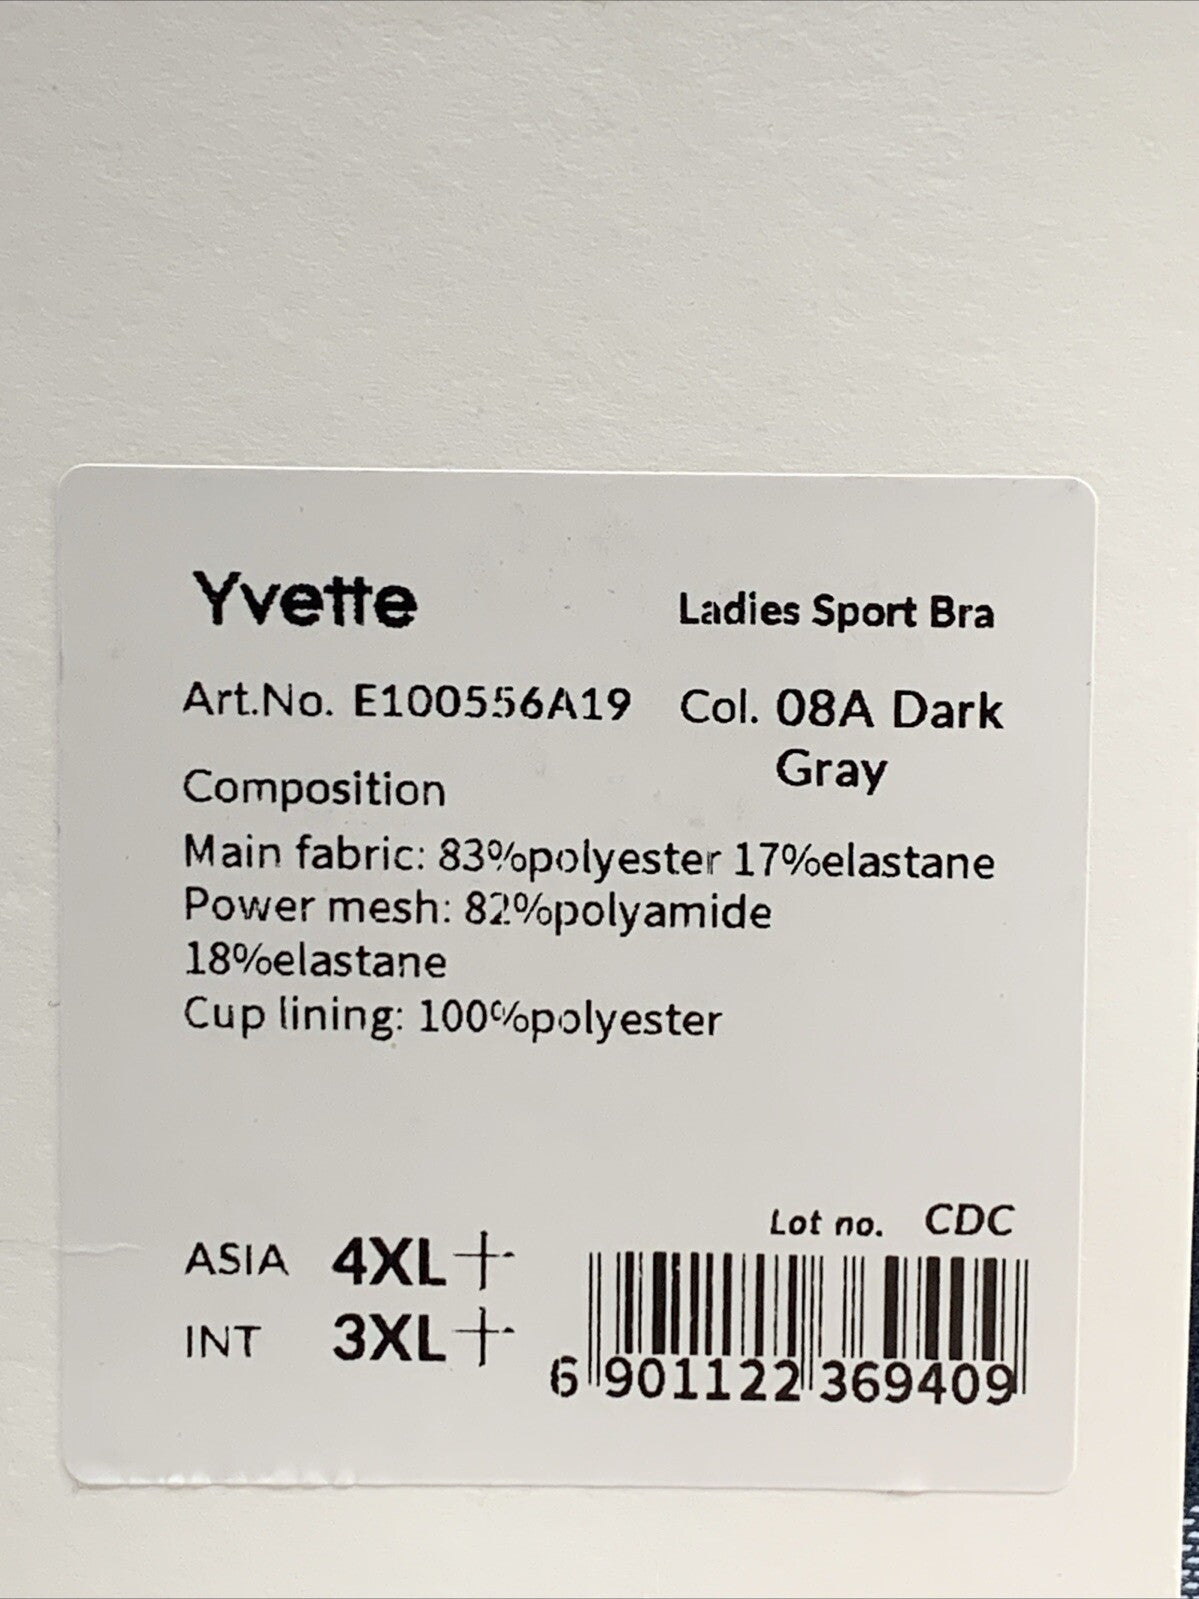 Yvette
Ladies Sport Bra
Art.No. E100556A19
Col. 08A Dark
Gray
Composition
Main fabric: 83%polyester 17%elastane
Power mesh: 82%polyamide
18%elastane
Cup lining: 100%polyester
Lot no. CDC
ASIA 4XL+
INT 3XL+
6 901122 369409